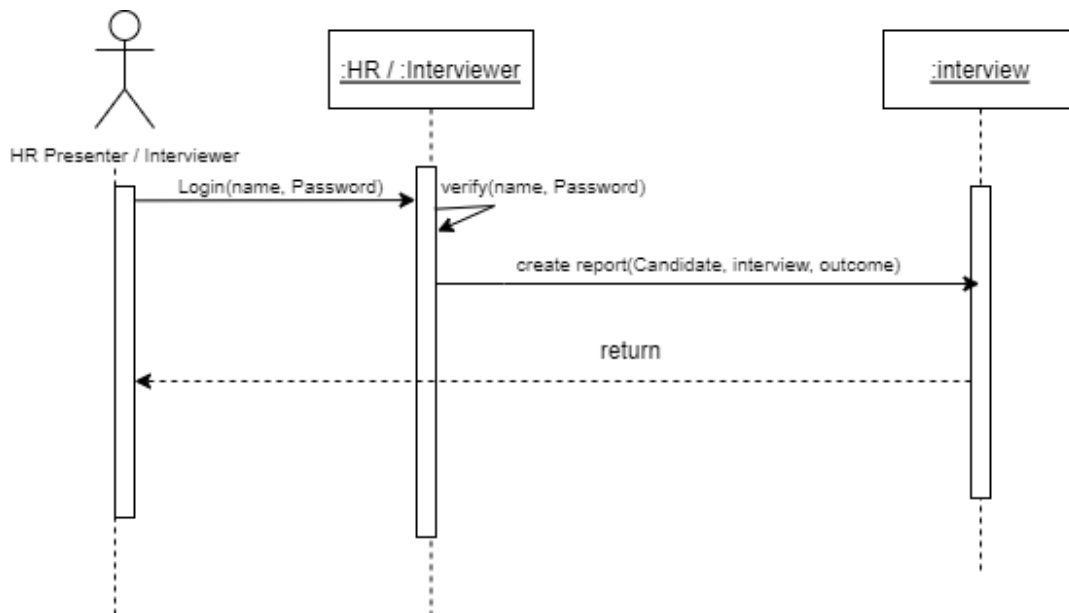 :HR / :Interviewer
:interview
HR Presenter / Interviewer
Login(name, Password)
verify(name, Password)
create report(Candidate, interview, outcome)
return